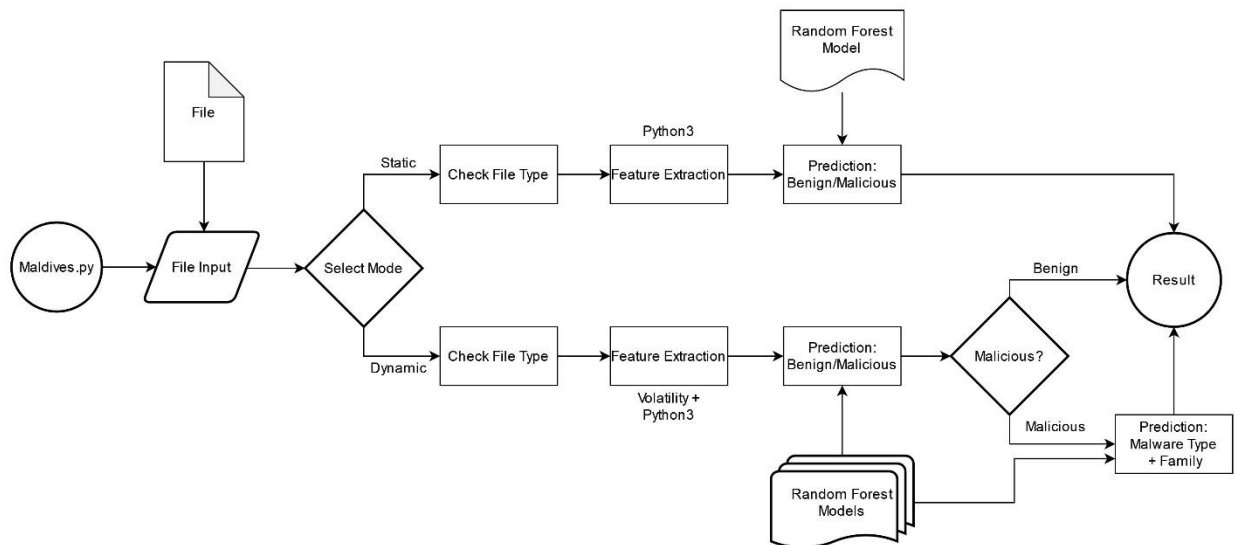 Random Forest
Model
File
Python3
Static
Check File Type
Feature Extraction
Prediction:
Benign/Malicious
Maldives.py
File Input
Select Mode
Benign
Result
Dynamic
Check File Type
Feature Extraction
Prediction:
Benign/Malicious
Malicious?
Volatility +
Python3
Malicious
Prediction:
Malware Type
+ Family
Random Forest
Models